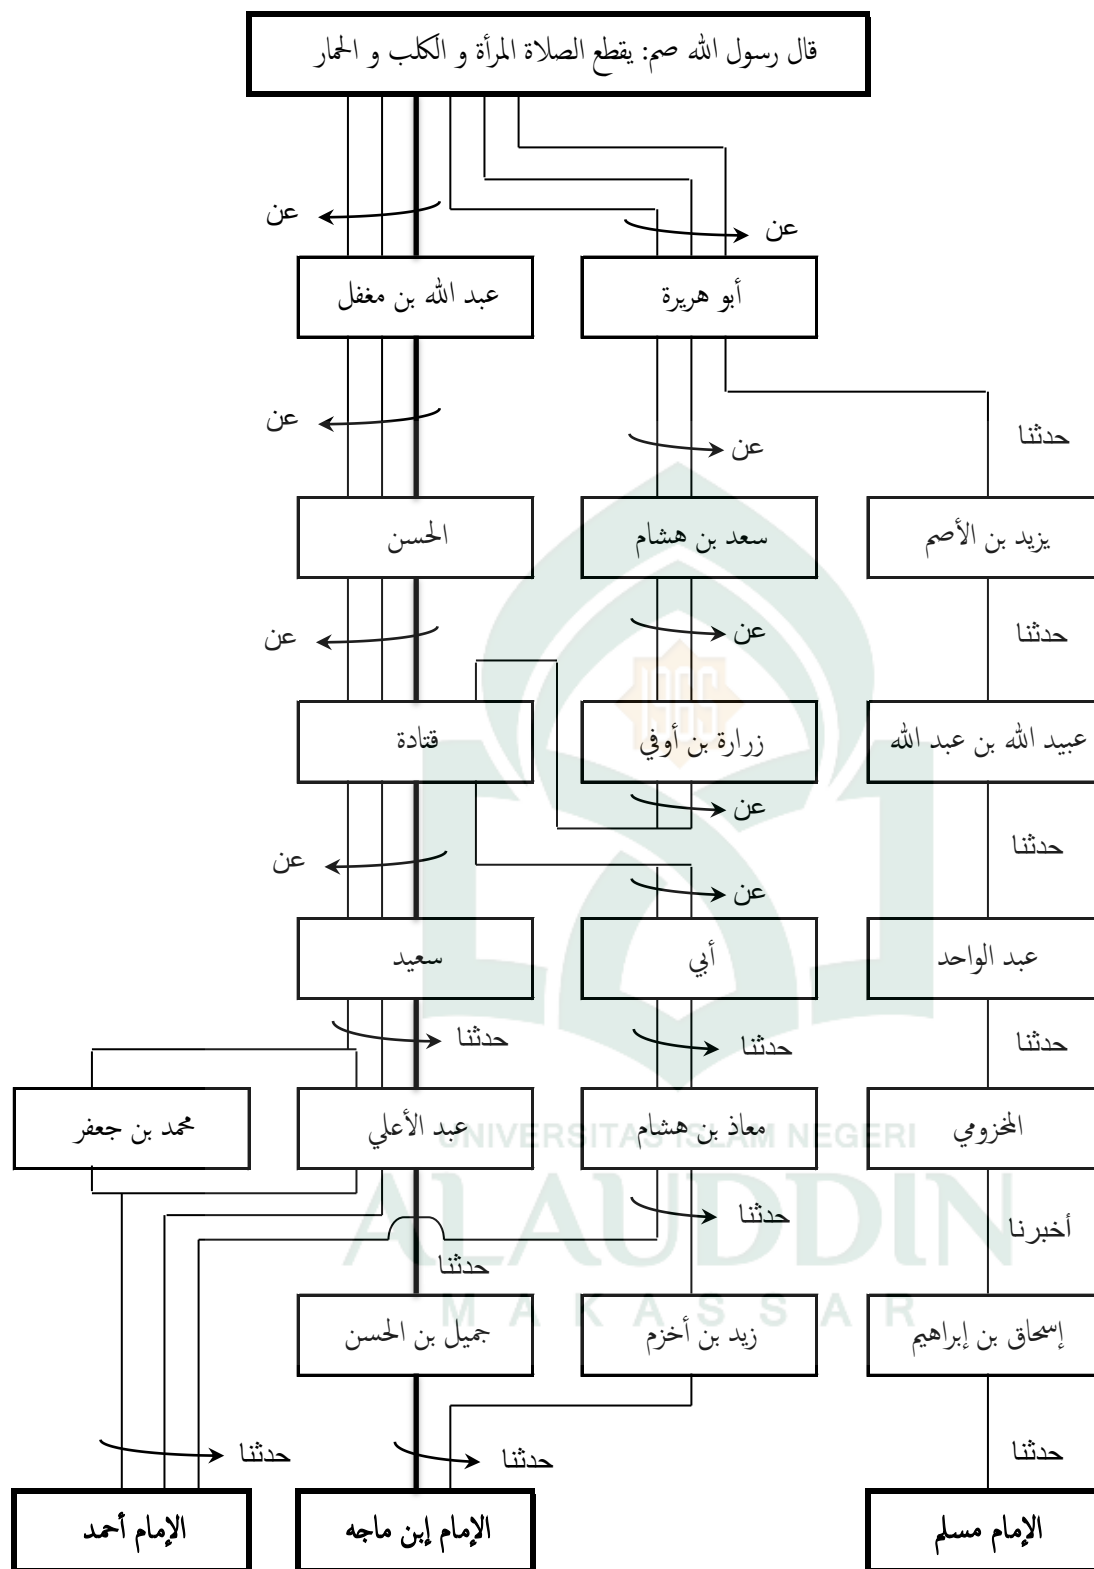 قال رسول الله صم: يقطع الصلاة المرأة و الكلب و الحمار
عن
عن
أبو هريرة
عبد الله بن مغفل
حدثنا
عن
عن
يزيد بن الأصم
سعد بن هشام
الحسن
حدثنا
عن
عن
1965
عبيد الله بن عبد الله
زرارة بن أوفي
قتادة
حدثنا
عن
عن
عن
عبد الواحد
أبي
سعيد
حدثنا
حدثنا
حدثنا
المخزومي
معاذ بن هشام
عبد الأعلي
محمد بن جعفر
UNIVERSITAS ISLAM NEGERI
ALAUDDIN
أخبرنا
حدثنا
حدثنا
MAKASSAR
إسحاق بن إبراهيم
زيد بن أخزم
جميل بن الحسن
حدثنا
حدثنا
حدثنا
الإمام مسلم
الإمام إبن ماجه
الإمام أحمد